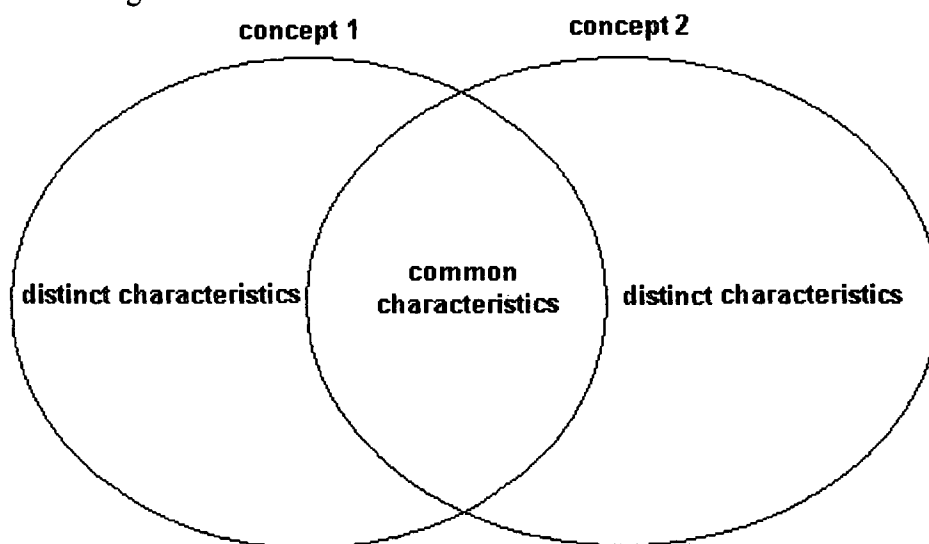 concept 1
concept 2
distinct characteristics
common
characteristics
distinct characteristics